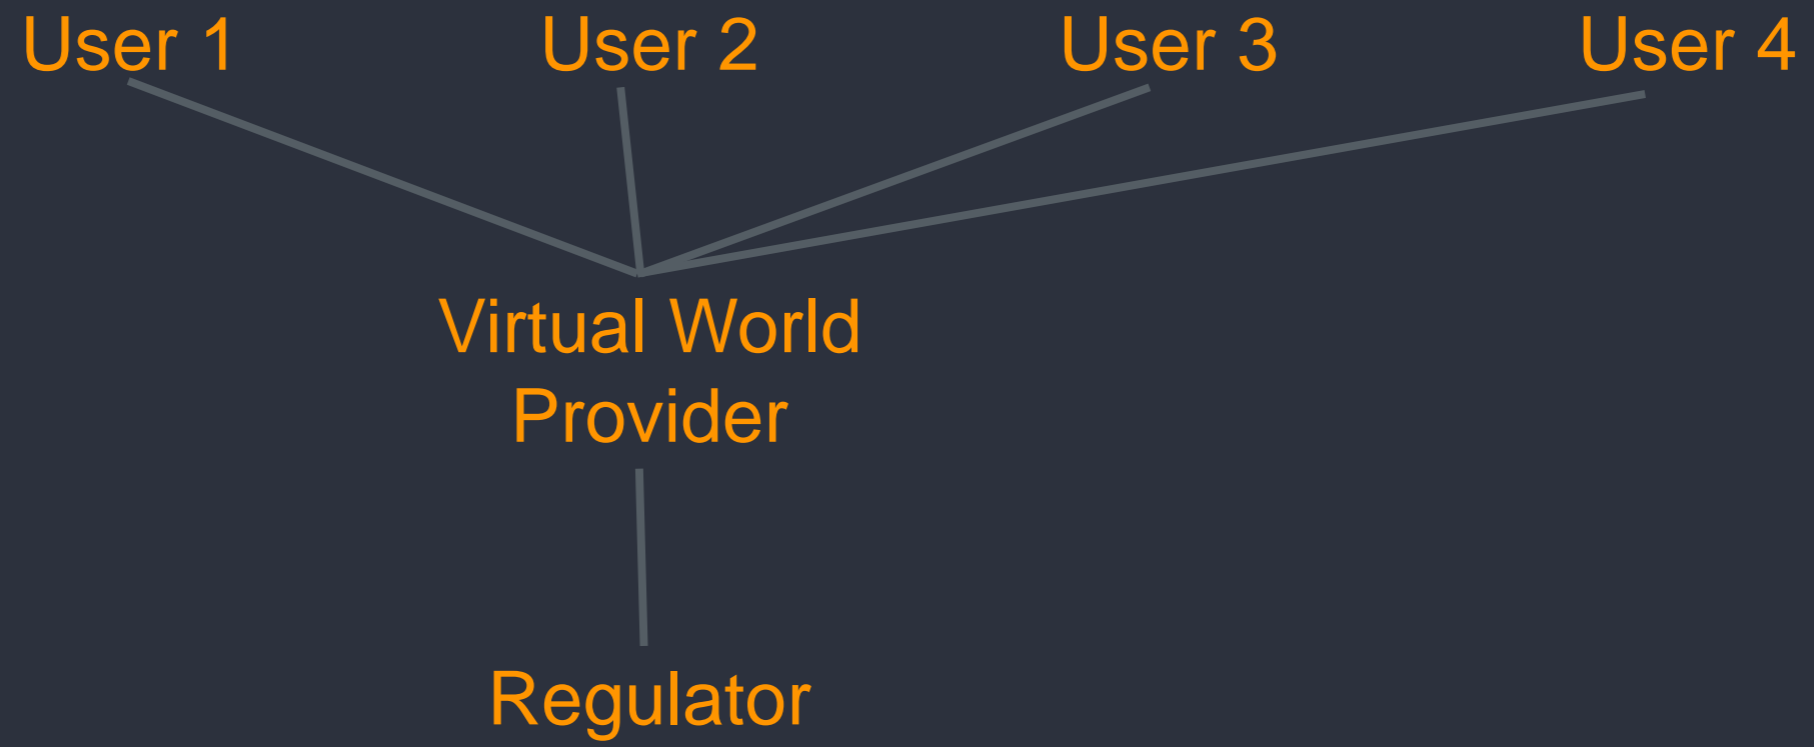 User 1
User 2
User 3
User 4
Virtual World
Provider
Regulator